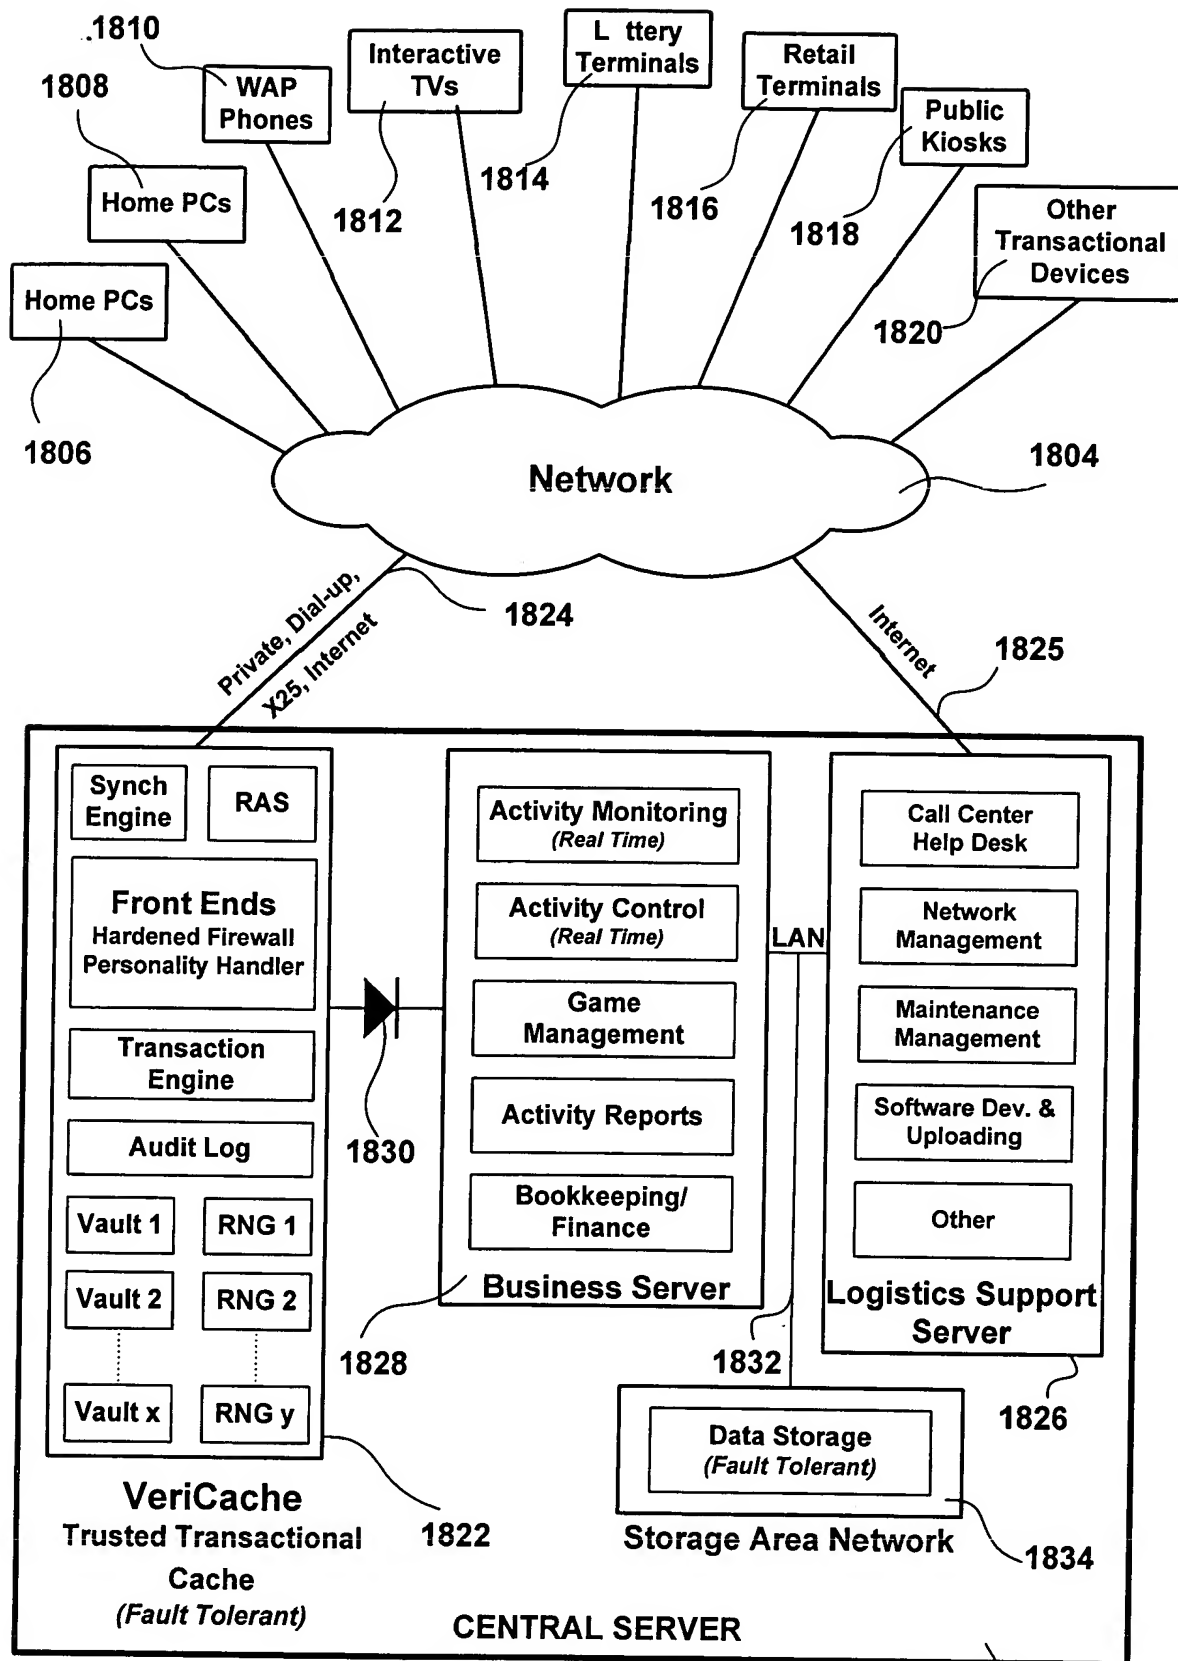 1810
WAP
Phones
Interactive
TVs
L ttery
Terminals
Retail
Terminals
Public
Kiosks
1808
Home PCs
1812
1814
1816
1818
Other
Transactional
Devices
Home PCs
1820
1806
Network
1804
Private, Dial-up,
X25, Internet
1824
Internet
1825
Synch
Engine
RAS
Front Ends
Hardened Firewall
Personality Handler
Transaction
Engine
Audit Log
Vault 1
RNG 1
Vault 2
RNG 2
Vault x
RNG y
VeriCache
Trusted Transactional
Cache
(Fault Tolerant)
1822
1830
Activity Monitoring
(Real Time)
Activity Control
(Real Time)
Game
Management
Activity Reports
Bookkeeping/
Finance
Business Server
1828
LAN
1832
Call Center
Help Desk
Network
Management
Maintenance
Management
Software Dev. &
Uploading
Other
Logistics Support
Server
1826
Data Storage
(Fault Tolerant)
Storage Area Network
1834
CENTRAL SERVER